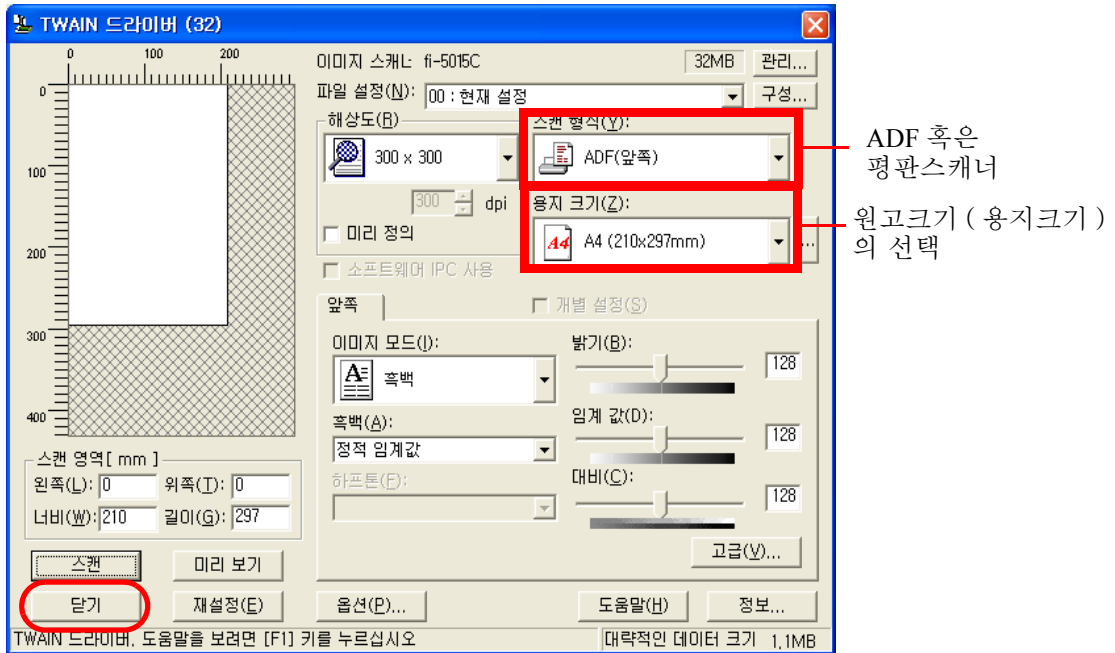 TWAIN 드라이버 (32)
0 100 200
0
100
200
300
400
이미지 스캐너: fi-5015C
32MB
관리...
파일 설정(N): 00 : 현재 설정
구성...
해상도(R)
300 x 300
300 dpi
미리 정의
스캔 형식(Y):
ADF(앞쪽)
용지 크기(Z):
A4 A4 (210x297mm)
...
ADF 혹은
평판스캐너
원고크기 ( 용지크기 )
의 선택
소프트웨어 IPC 사용
앞쪽
개별 설정(S)
이미지 모드(I):
흑백
흑백(A):
정적 임계값
하프톤(F):
밝기(B):
128
임계 값(D):
128
대비(C):
128
고급(V)...
스캔 영역[ mm ]
왼쪽(L): 0 위쪽(T): 0
너비(W): 210 길이(G): 297
스캔 미리 보기
닫기 재설정(E) 옵션(P)... 도움말(H) 정보...
TWAIN 드라이버, 도움말을 보려면 [F1] 키를 누르십시오 대략적인 데이터 크기 1,1MB